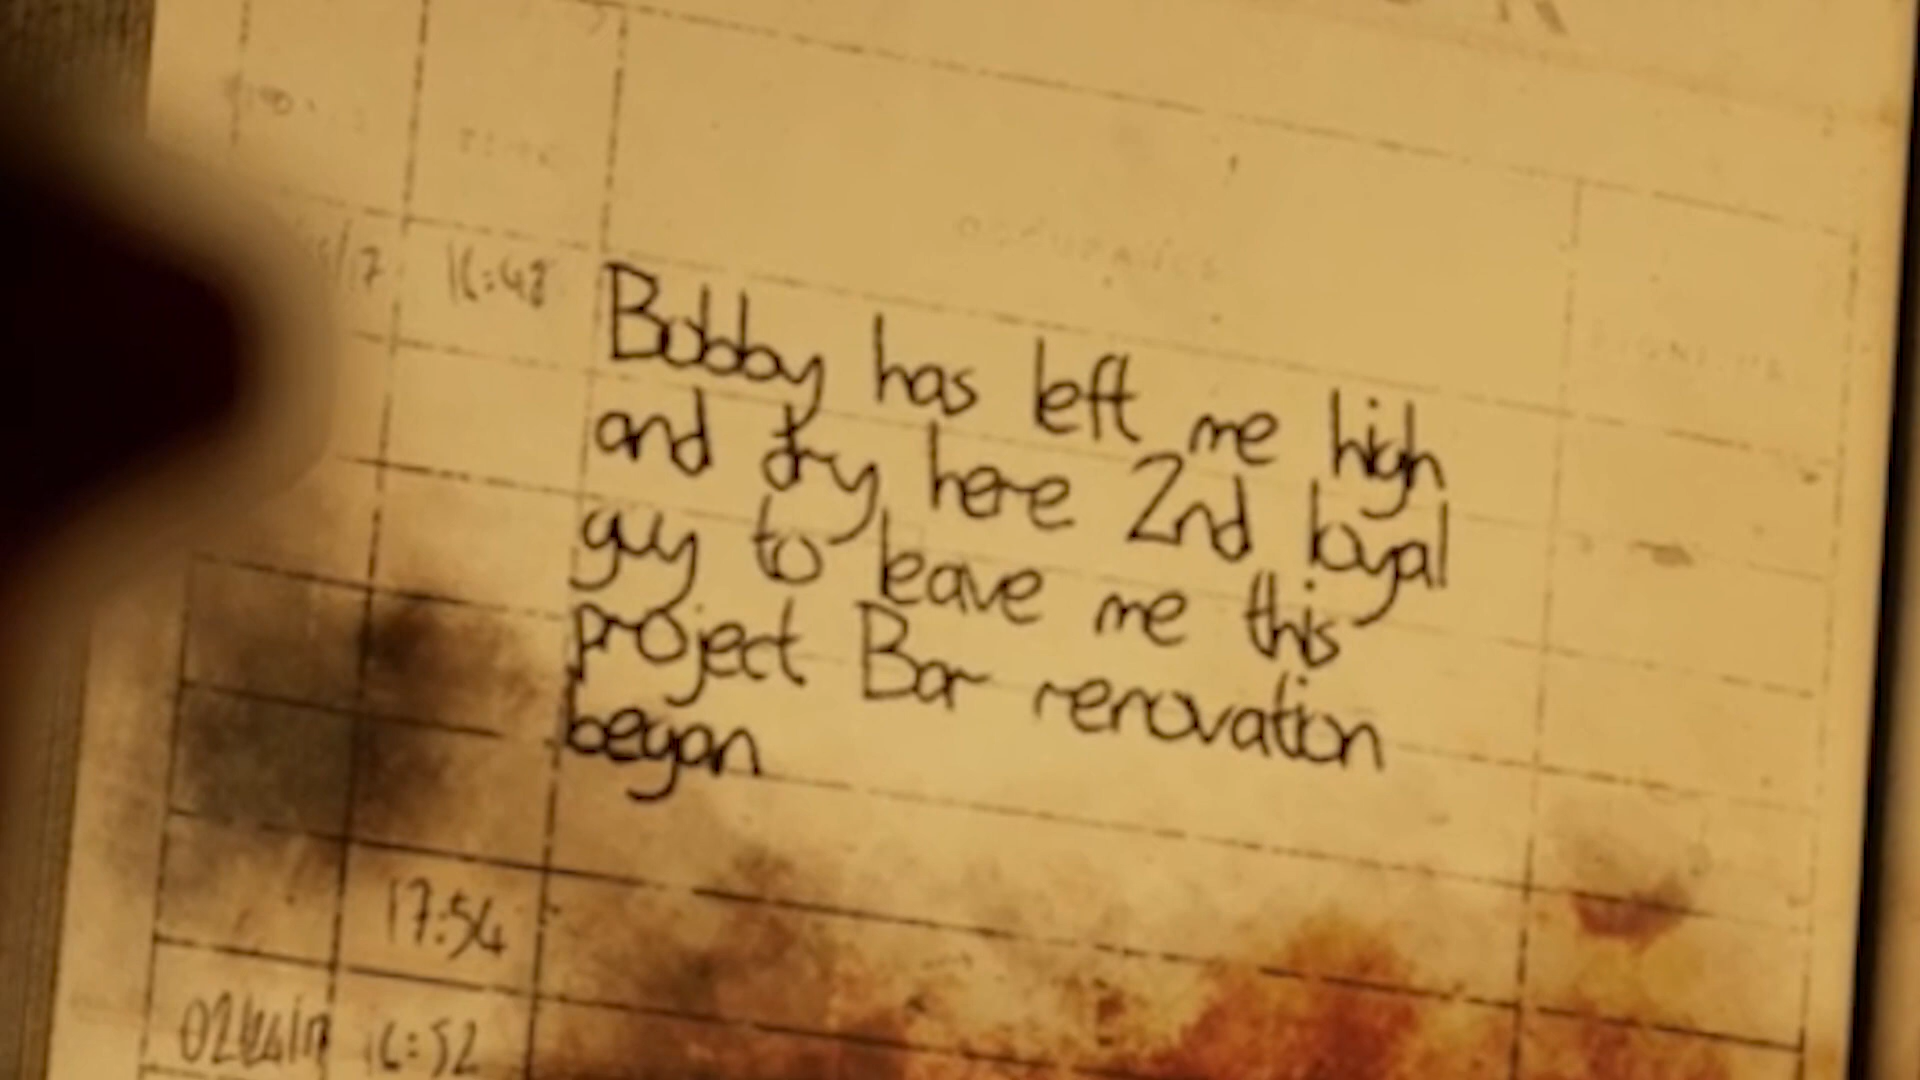 16:48
Bobby has left me high
and dry here 2nd loyal
guy to leave me this
project Bar renovation
began
17:54
16:52